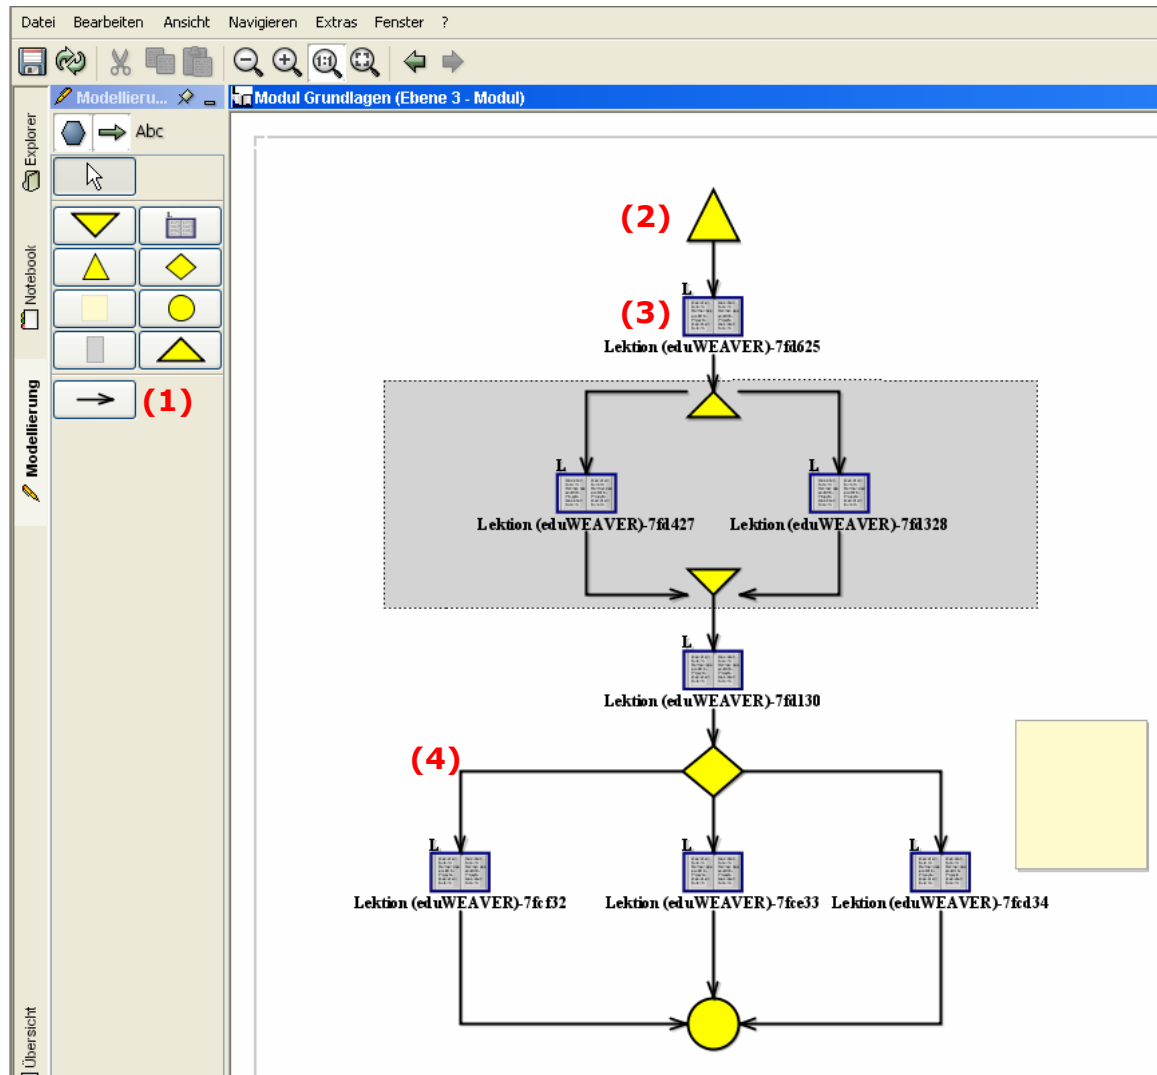 Datei Bearbeiten Ansicht Navigieren Extras Fenster ?
1:1
Modellieru...
Modul Grundlagen (Ebene 3 - Modul)
Explorer
Abc
Notebook
L
Modellierung
(1)
Übersicht
(2)
L
(3)
Lektion (eduWEAVER)-7fd625
L
L
Lektion (eduWEAVER)-7fd427
Lektion (eduWEAVER)-7fd328
L
Lektion (eduWEAVER)-7fd130
(4)
L
L
L
Lektion (eduWEAVER)-7fcf32
Lektion (eduWEAVER)-7fce33
Lektion (eduWEAVER)-7fcd34